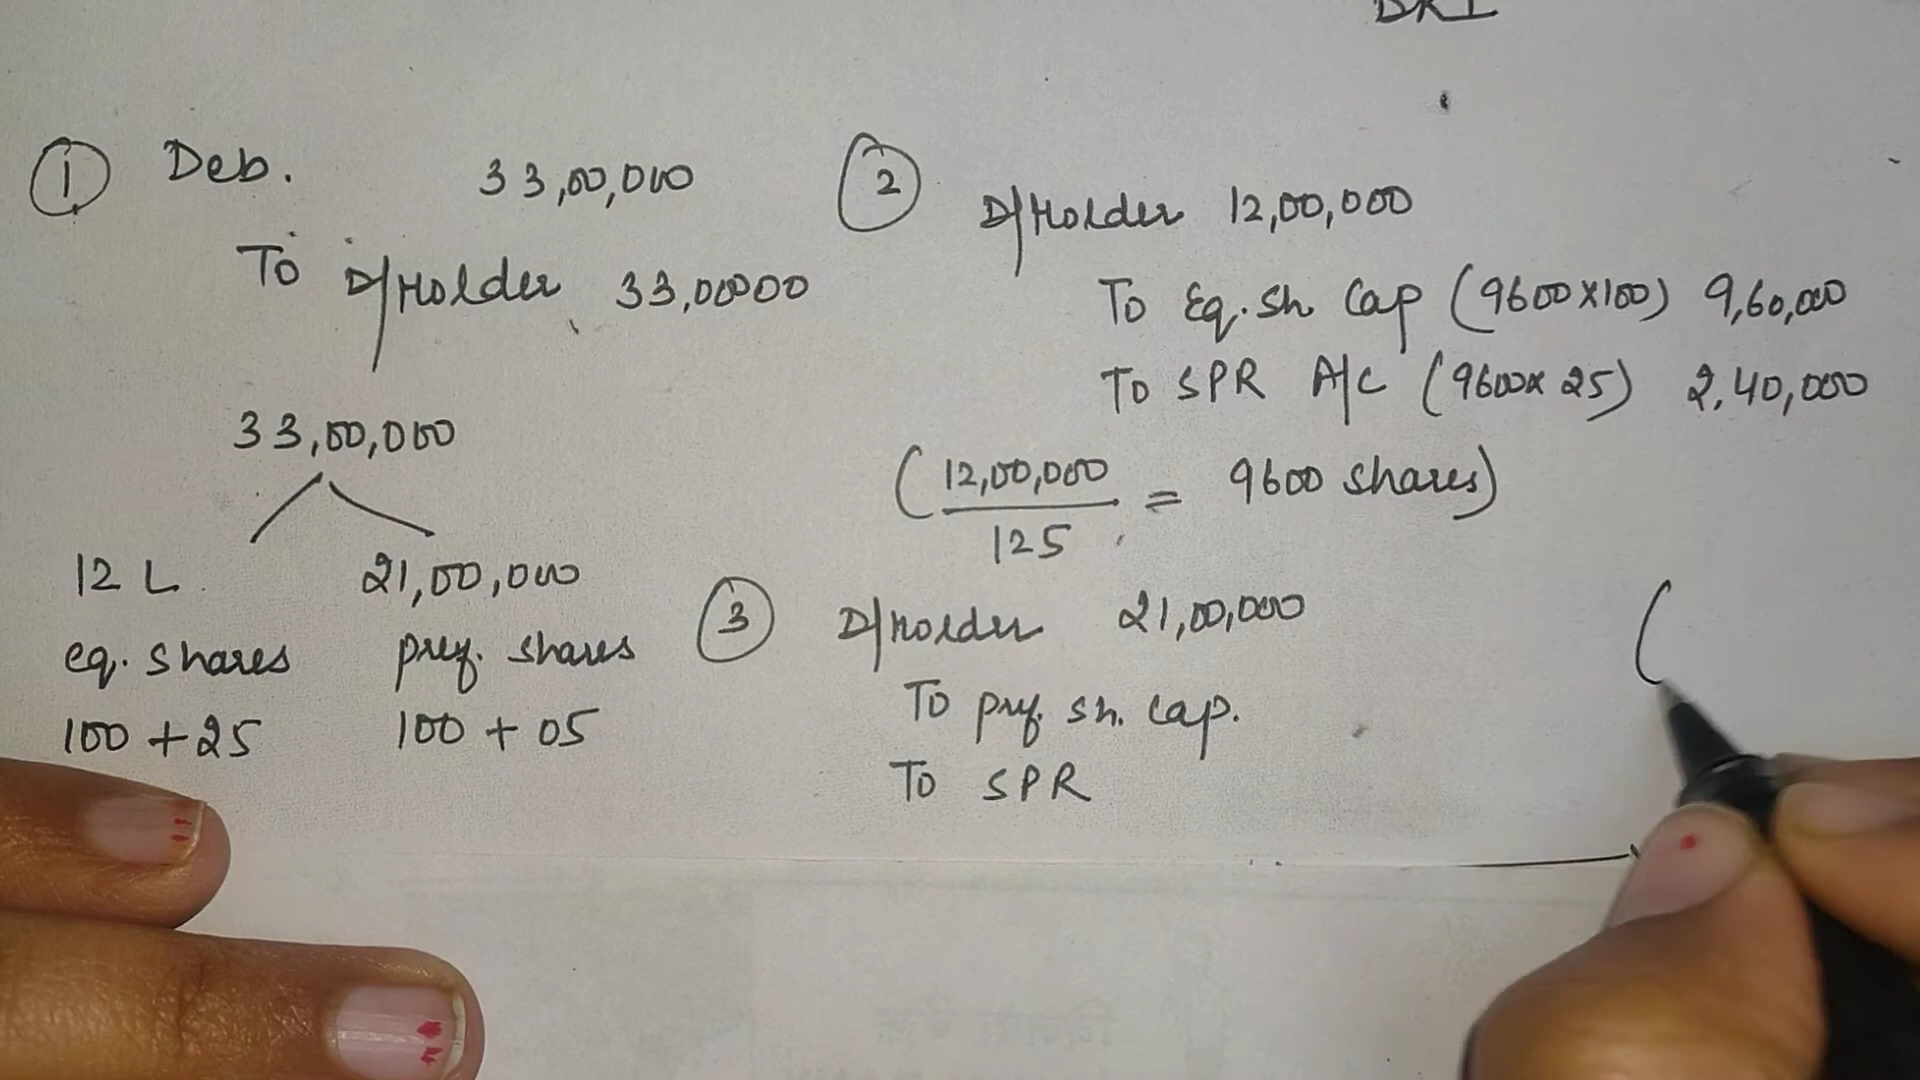 DRI
① Deb. 33,00,000
To D/Holder 33,00000
33,00,000
12 L 21,00,000
eq. shares pref. shares
100 + 25 100 + 05
② D/Holder 12,00,000
To Eq. Sh Cap (9600x100) 9,60,000
To SPR A/C (9600x 25) 2,40,000
(12,00,000
125 = 9600 shares)
③ D/Holder 21,00,000
To pref. sh. cap.
To SPR
(